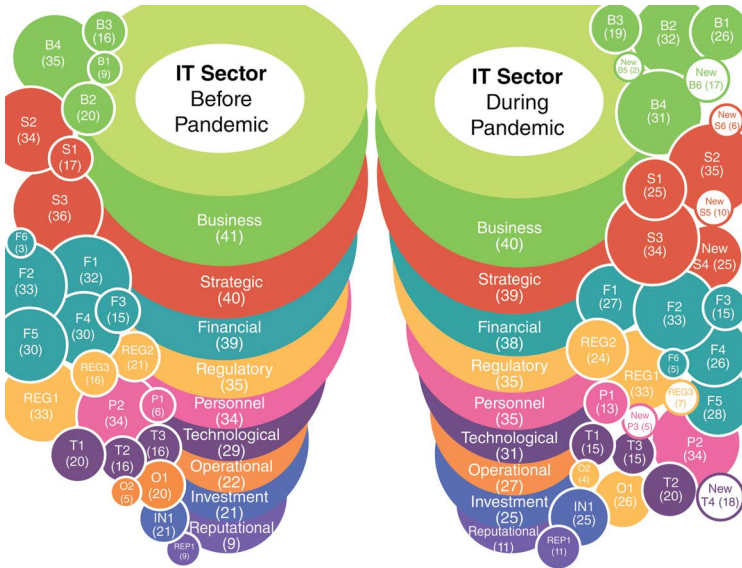 IT Sector
Before
Pandemic
B3
(16)
B4
(35)
B1
(9)
B2
(20)
S2
(34)
S1
(17)
S3
(36)
F6
(3)
F1
(32)
F2
(33)
F3
(15)
F4
(30)
F5
(30)
REG2
(21)
REG3
(16)
REG1
(33)
P1
(6)
P2
(34)
T1
(20)
T2
(16)
T3
(16)
O2
(5)
O1
(20)
IN1
(21)
REP1
(9)
Business
(41)
Strategic
(40)
Financial
(39)
Regulatory
(35)
Personnel
(34)
Technological
(29)
Operational
(22)
Investment
(21)
Reputational
(9)
IT Sector
During
Pandemic
Business
(40)
Strategic
(39)
Financial
(38)
Regulatory
(35)
Personnel
(35)
Technological
(31)
Operational
(27)
Investment
(25)
Reputational
(11)
B3
(19)
B2
(32)
B1
(26)
New
B5 (2)
New
B6 (17)
B4
(31)
New
S6 (6)
S2
(35)
S1
(25)
New
S5 (10)
S3
(34)
New
S4 (25)
F1
(27)
F2
(33)
F3
(15)
F4
(26)
F6
(5)
F5
(28)
REG2
(24)
REG1
(33)
REG3
(7)
P1
(13)
New
P3 (5)
P2
(34)
T1
(15)
T3
(15)
T2
(20)
New
T4 (18)
O2
(4)
O1
(26)
IN1
(25)
REP1
(11)